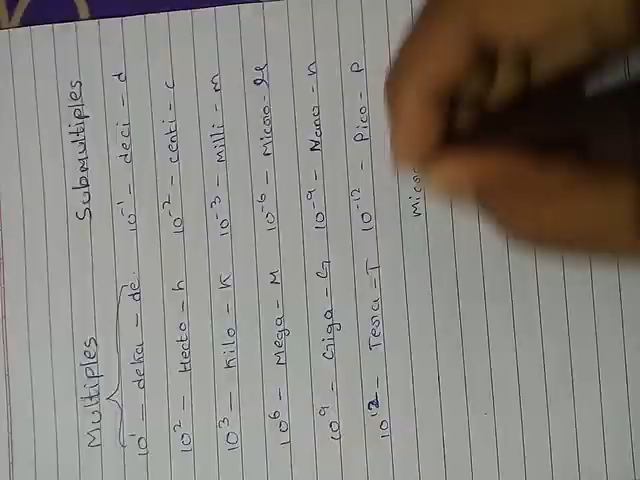 Multiples Submultiples
10¹ – deka – de 10⁻¹ – deci – d
10² – Hecto – h 10⁻² – centi – c
10³ – Kilo – K 10⁻³ – Milli – m
10⁶ – Mega – M 10⁻⁶ – Micro – μ
10⁹ – Giga – G 10⁻⁹ – Nano – n
10¹² – Tera – T 10⁻¹² – Pico – P